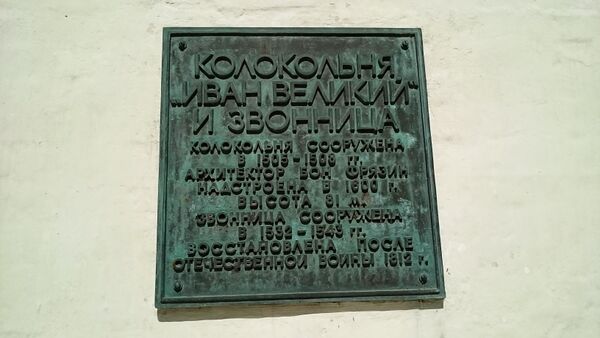 КОЛОКОЛЬНЯ
„ИВАН ВЕЛИКИЙ“
И ЗВОННИЦА
КОЛОКОЛЬНЯ СООРУЖЕНА
В 1505-1508 ГГ.
АРХИТЕКТОР БОН ФРЯЗИН
НАДСТРОЕНА В 1600 Г.
ВЫСОТА 81 М.
ЗВОННИЦА СООРУЖЕНА
В 1532-1543 ГГ.
ВОССТАНОВЛЕНА ПОСЛЕ
ОТЕЧЕСТВЕННОЙ ВОЙНЫ 1812 Г.